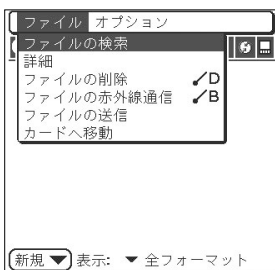 ファイル オプション
ファイルの検索
詳細
ファイルの削除 D
ファイルの赤外線通信 B
ファイルの送信
カードへ移動
新規 表示: 全フォーマット